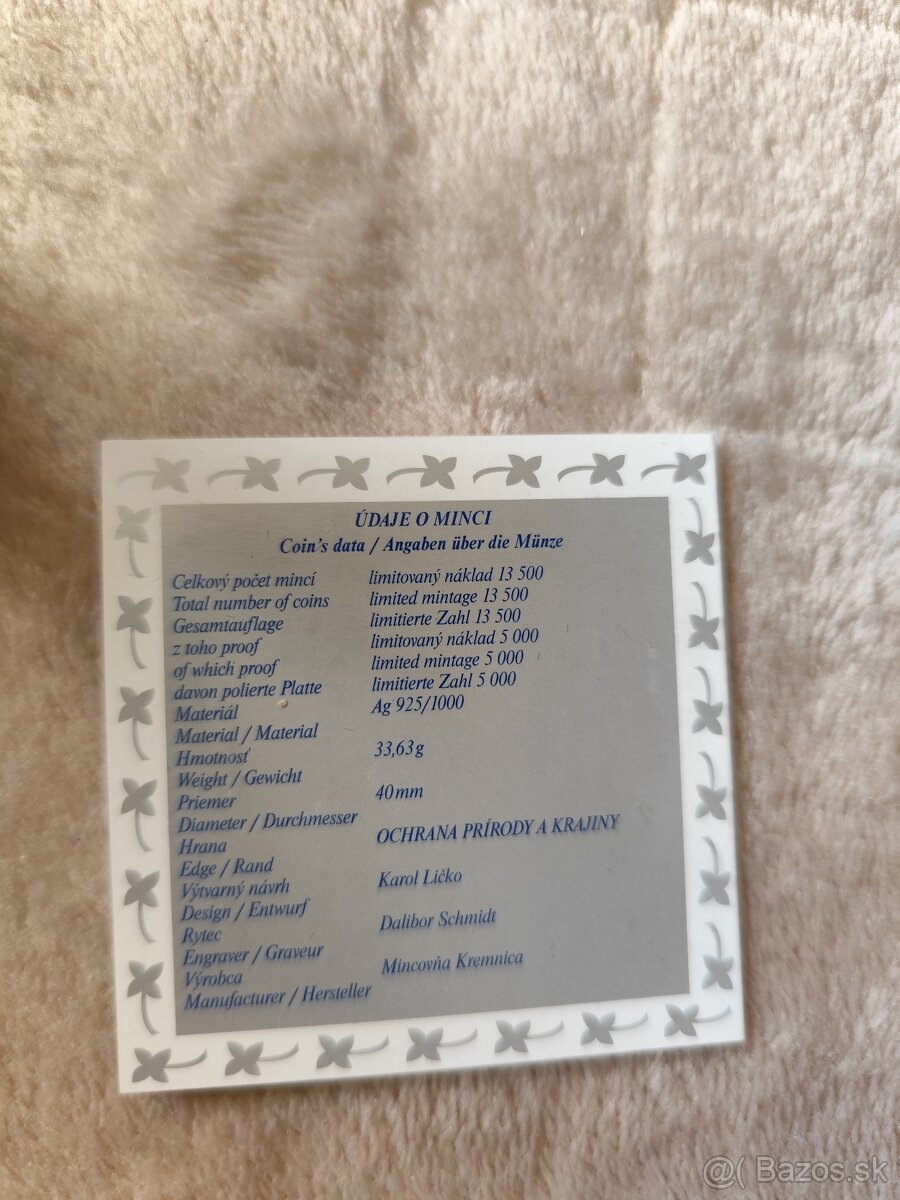 ÚDAJE O MINCI
Coin's data / Angaben über die Münze
Celkový počet mincí limitovaný náklad 13 500
Total number of coins limited mintage 13 500
Gesamtauflage limitierte Zahl 13 500
z toho proof limitovaný náklad 5 000
of which proof limited mintage 5 000
davon polierte Platte limitierte Zahl 5 000
Materiál Ag 925/1000
Material / Material
Hmotnosť 33,63g
Weight / Gewicht
Priemer 40mm
Diameter / Durchmesser
Hrana OCHRANA PRÍRODY A KRAJINY
Edge / Rand
Výtvarný návrh Karol Ličko
Design / Entwurf
Rytec Dalibor Schmidt
Engraver / Graveur
Výrobca Mincovňa Kremnica
Manufacturer / Hersteller
@( Bazos.sk